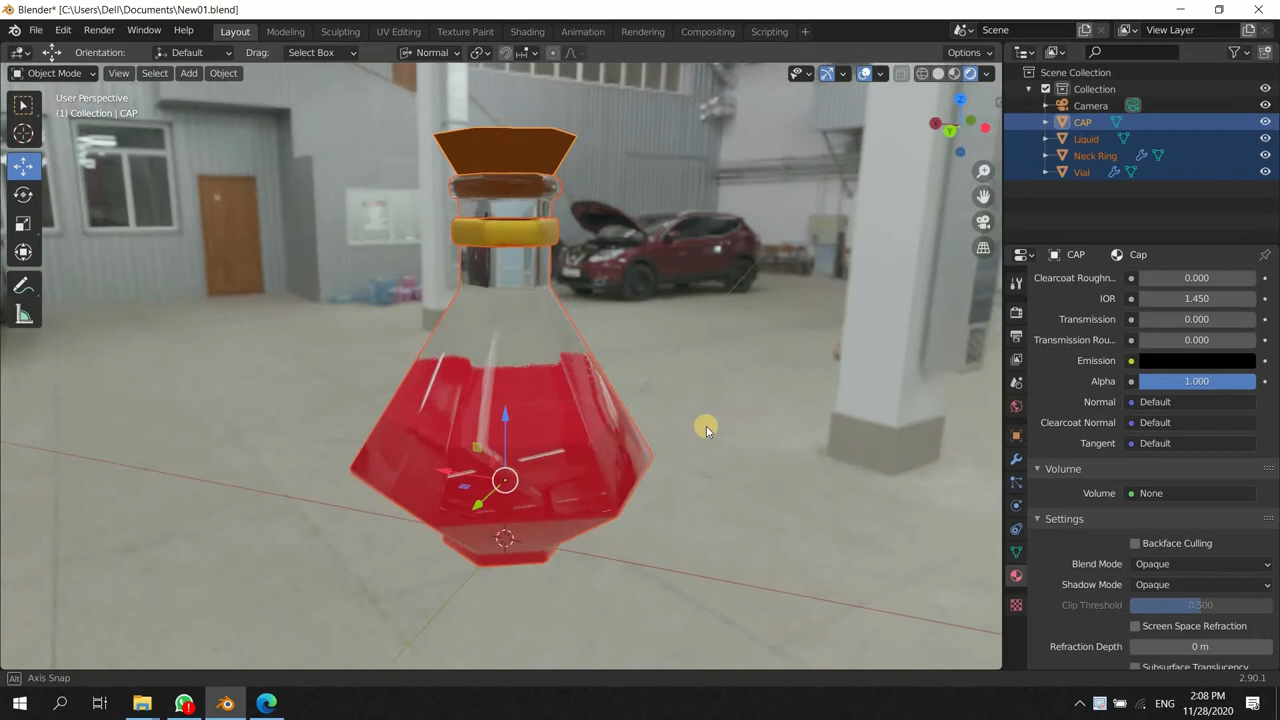 Blender* [C:\Users\Dell\Documents\New01.blend]
File Edit Render Window Help Layout Modeling Sculpting UV Editing Texture Paint Shading Animation Rendering Compositing Scripting + Scene View Layer
Orientation: Default Drag: Select Box Normal Options
Object Mode View Select Add Object
User Perspective
(1) Collection | CAP
Z
X
Y
Scene Collection
Collection
Camera
CAP
Liquid
Neck Ring
Vial
CAP Cap
Clearcoat Roughn... 0.000
IOR 1.450
Transmission 0.000
Transmission Rou... 0.000
Emission
Alpha 1.000
Normal Default
Clearcoat Normal Default
Tangent Default
Volume
Volume None
Settings
Backface Culling
Blend Mode Opaque
Shadow Mode Opaque
Clip Threshold 0.500
Screen Space Refraction
Refraction Depth 0 m
Subsurface Translucency
Alt Axis Snap 2.90.1
ENG 2:08 PM
11/28/2020